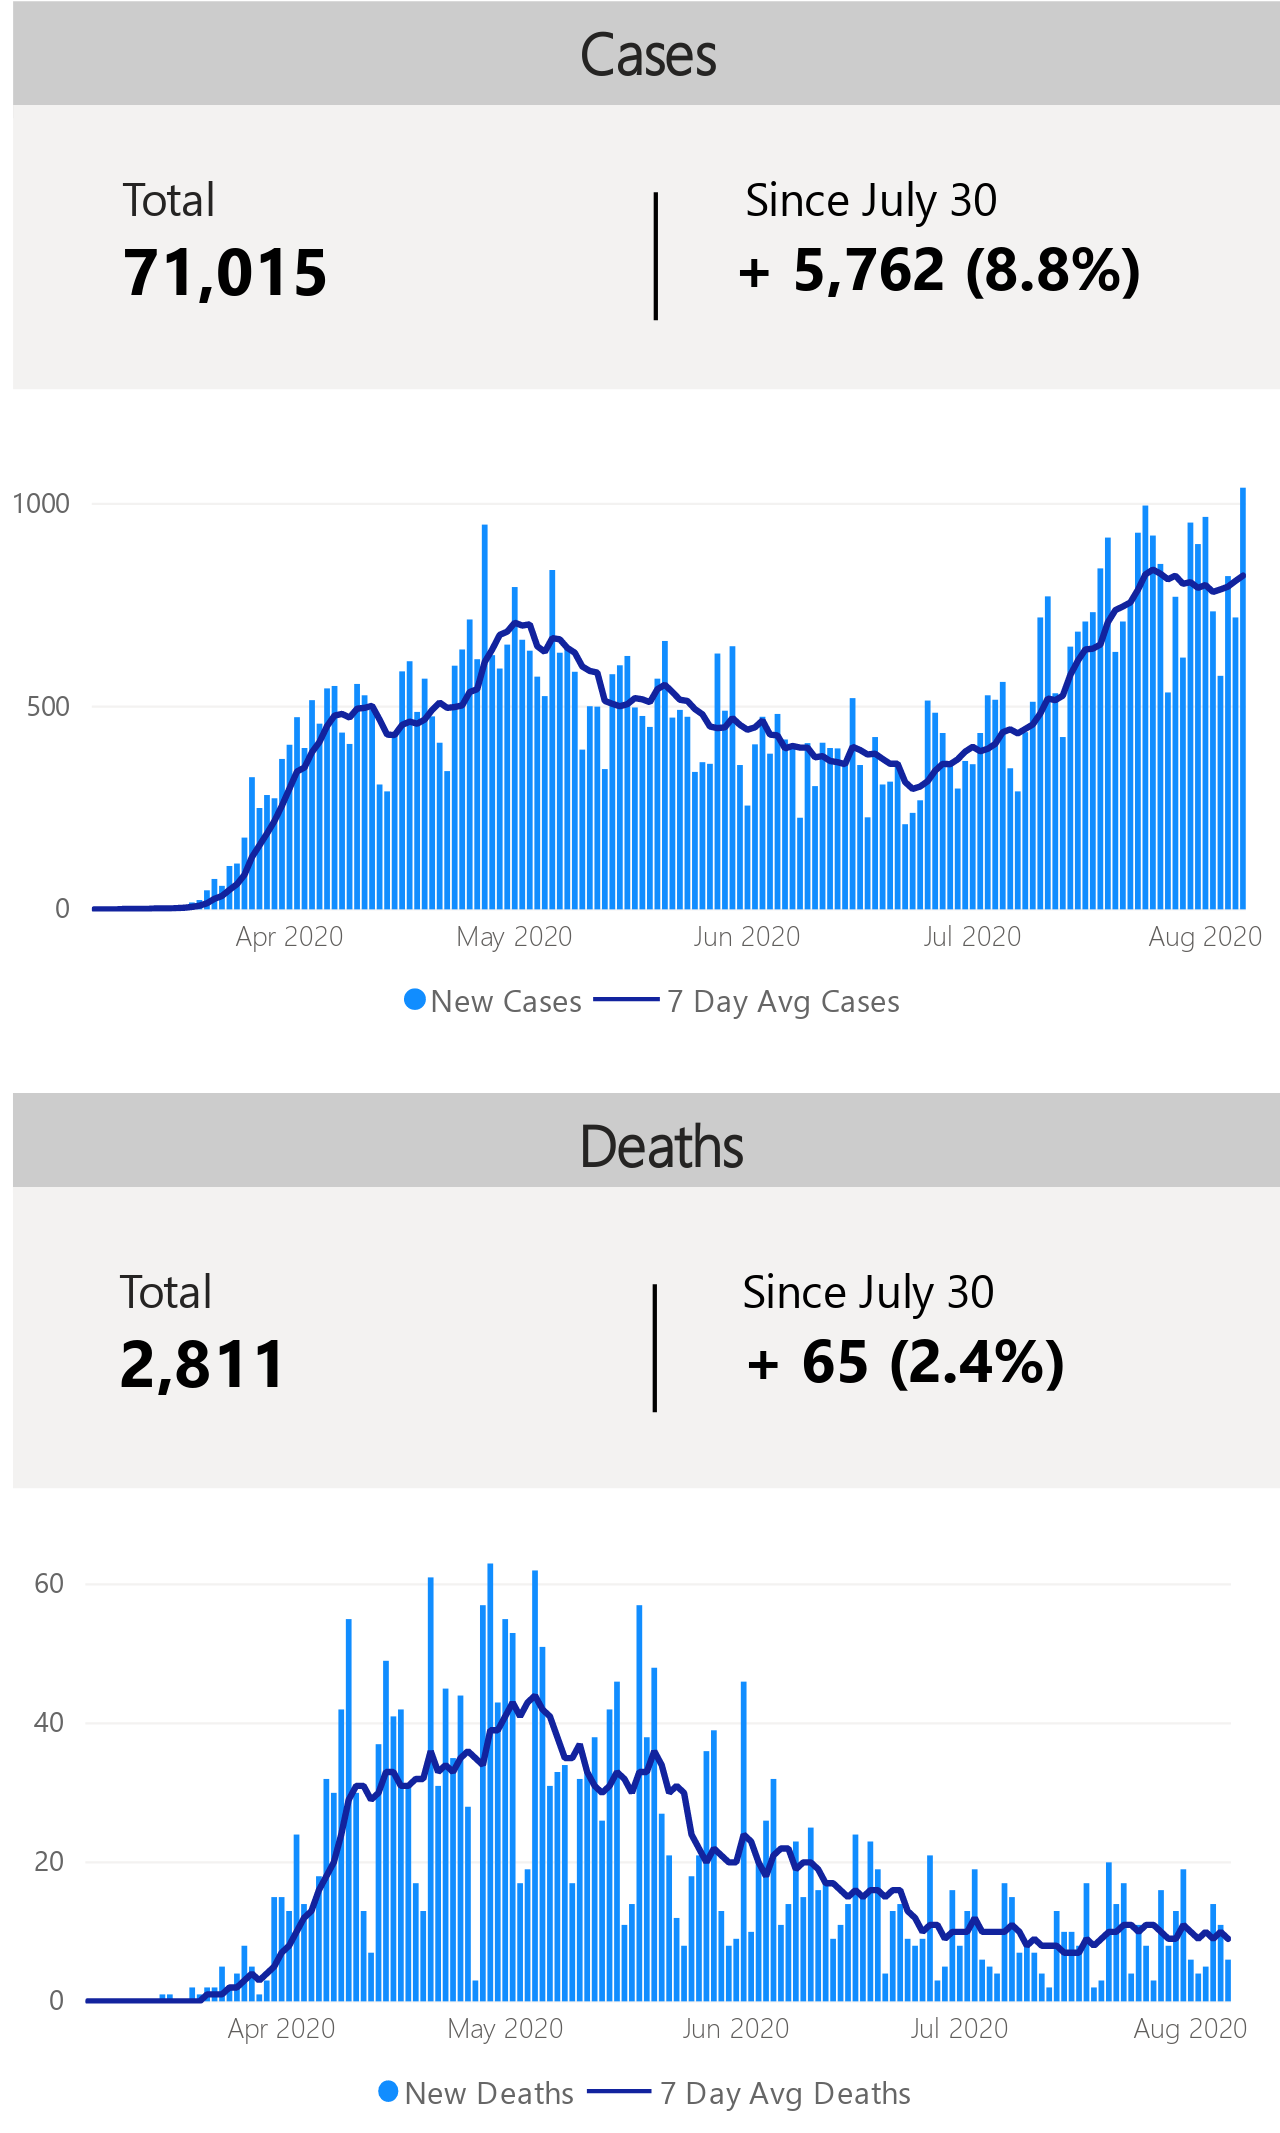 Cases
Total
Since July 30
71,015
+ 5,762 (8.8%)
1000
500
0
Apr 2020
May 2020
Jun 2020
Jul 2020
Aug 2020
New Cases
7 Day Avg Cases
Deaths
Total
Since July 30
2,811
+ 65 (2.4%)
60
40
20
0
Apr 2020
May 2020
Jun 2020
Jul 2020
Aug 2020
New Deaths
7 Day Avg Deaths